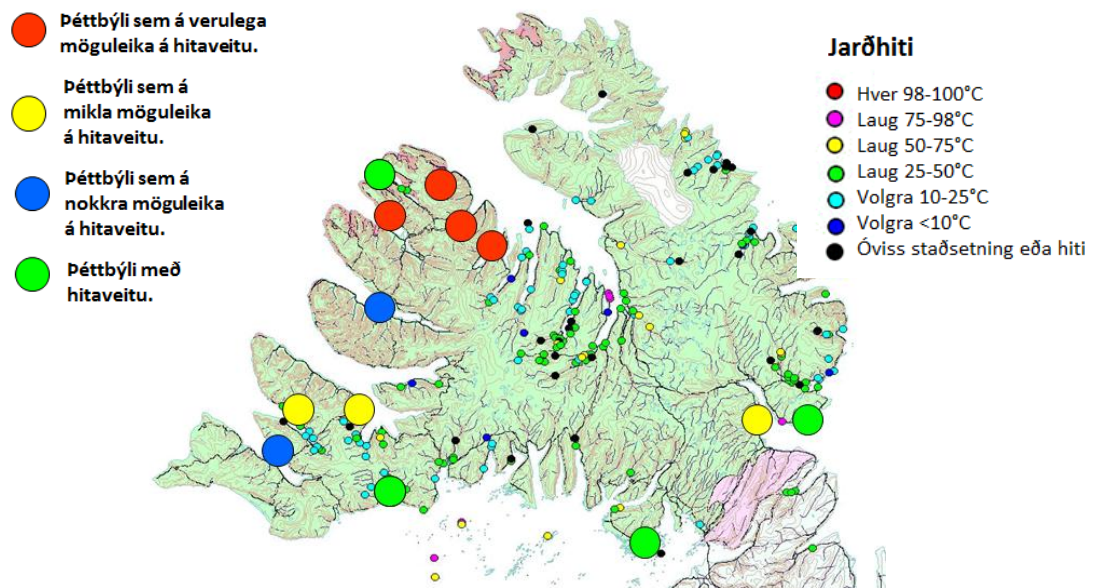 Þéttbýli sem á verulega
möguleika á hitaveitu.
Þéttbýli sem á
mikla möguleika
á hitaveitu.
Þéttbýli sem á
nokkra möguleika
á hitaveitu.
Þéttbýli með
hitaveitu.
Jarðhiti
Hver 98-100°C
Laug 75-98°C
Laug 50-75°C
Laug 25-50°C
Volgra 10-25°C
Volgra <10°C
Óviss staðsetning eða hiti